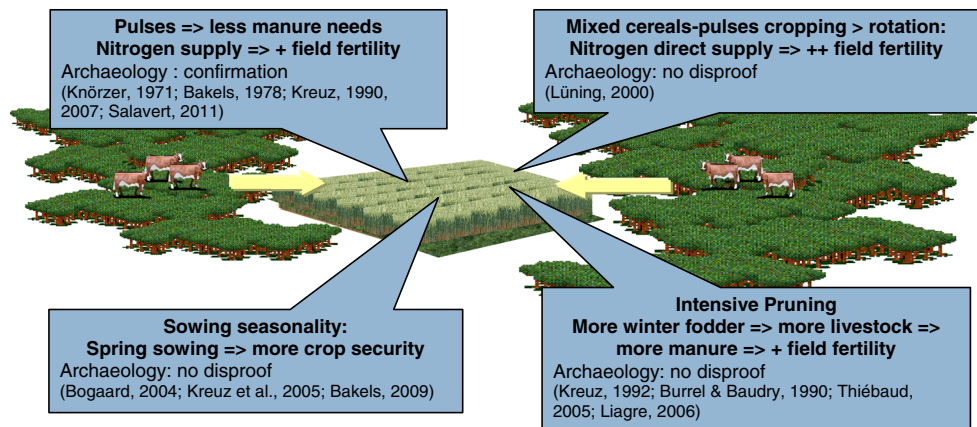 Pulses => less manure needs
Nitrogen supply => + field fertility
Archaeology : confirmation
(Knörzer, 1971; Bakels, 1978; Kreuz, 1990,
2007; Salavert, 2011)
Mixed cereals-pulses cropping > rotation:
Nitrogen direct supply => ++ field fertility
Archaeology: no disproof
(Lüning, 2000)
Sowing seasonality:
Spring sowing => more crop security
Archaeology: no disproof
(Bogaard, 2004; Kreuz et al., 2005; Bakels, 2009)
Intensive Pruning
More winter fodder => more livestock =>
more manure => + field fertility
Archaeology: no disproof
(Kreuz, 1992; Burrel & Baudry, 1990; Thiébaud,
2005; Liagre, 2006)